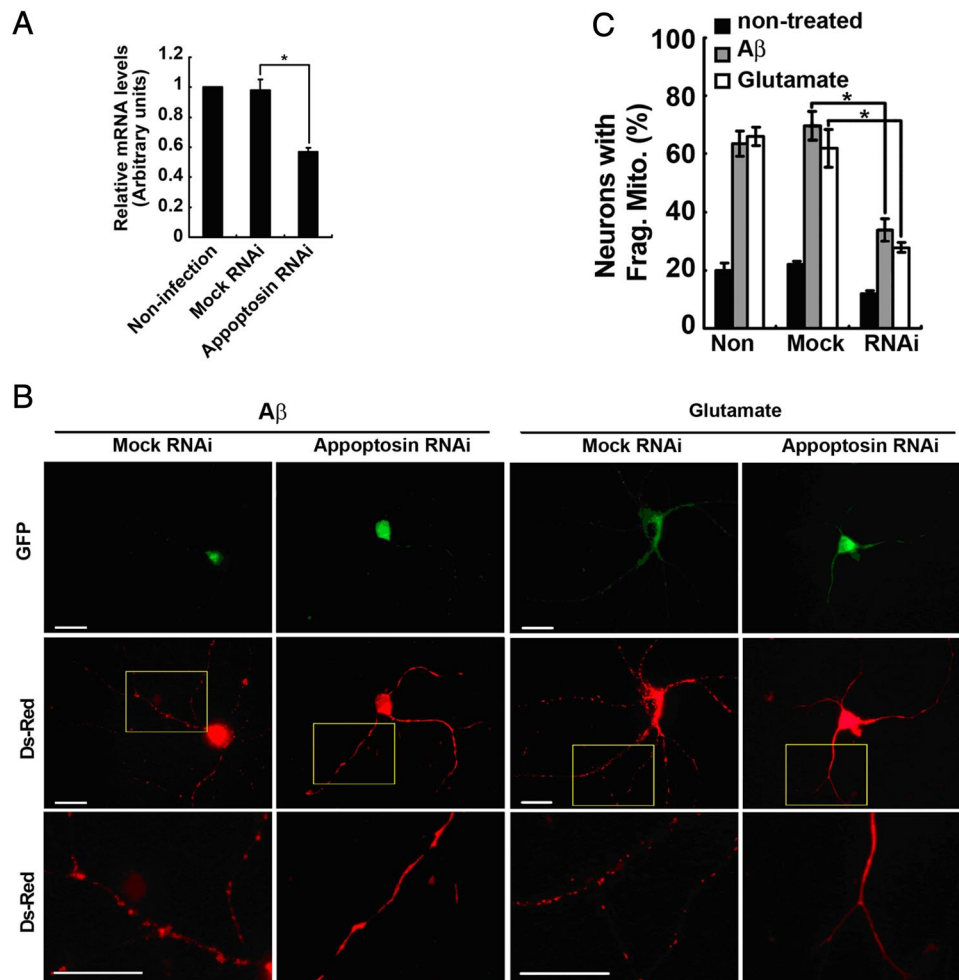 A
Relative mRNA levels
(Arbitrary units)
1.2
1
0.8
0.6
0.4
0.2
0
*
Non-infection
Mock RNAi
Appoptosin RNAi
C
non-treated
Aβ
Glutamate
Neurons with
Frag. Mito. (%)
100
80
60
40
20
0
*
*
Non Mock RNAi
B
Aβ Glutamate
Mock RNAi Appoptosin RNAi Mock RNAi Appoptosin RNAi
GFP
Ds-Red
Ds-Red